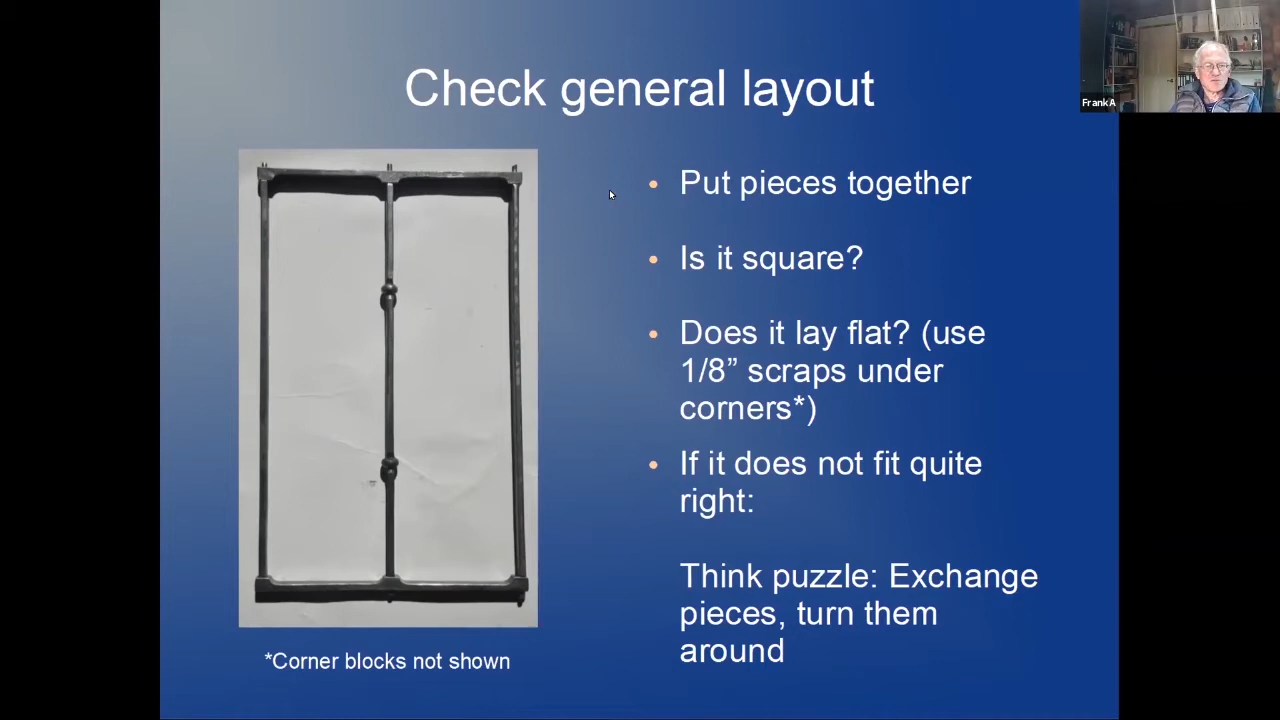 Check general layout
Frank A
Put pieces together
Is it square?
Does it lay flat? (use
1/8” scraps under
corners*)
If it does not fit quite
right:
Think puzzle: Exchange
pieces, turn them
around
*Corner blocks not shown